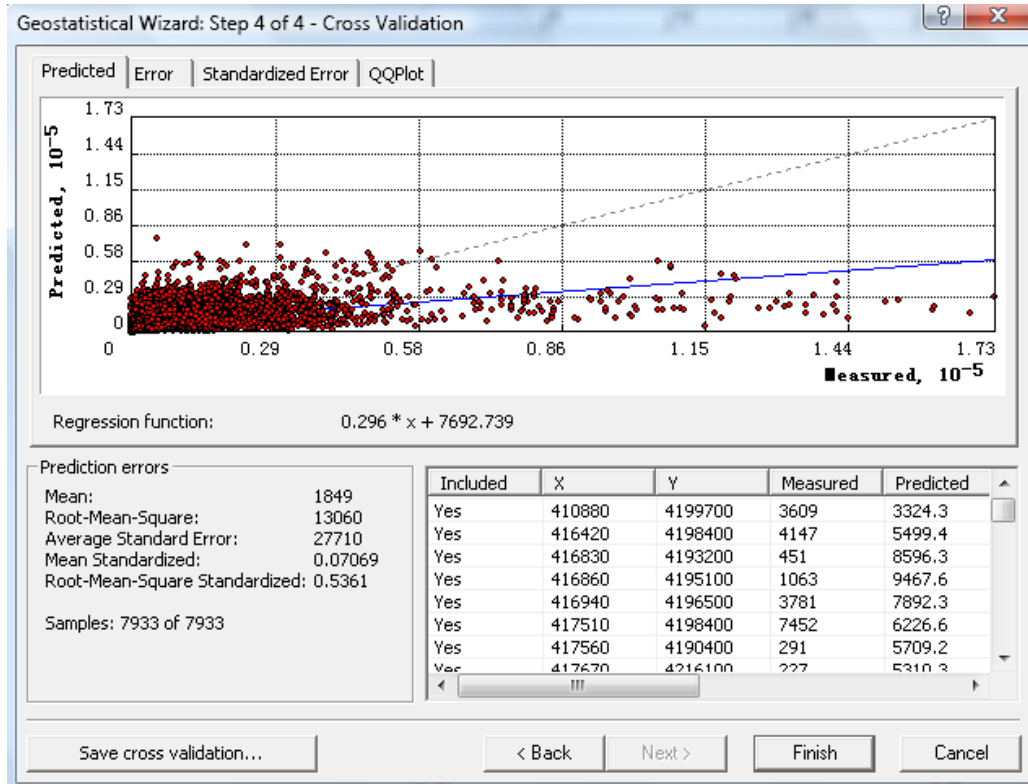 Geostatistical Wizard: Step 4 of 4 - Cross Validation
?
X
Predicted Error Standardized Error QQPlot
1.73
1.44
1.15
0.86
0.58
0.29
0
Predicted, 10⁻⁵
0 0.29 0.58 0.86 1.15 1.44 1.73
Measured, 10⁻⁵
Regression function: 0.296 * x + 7692.739
Prediction errors
Mean: 1849
Root-Mean-Square: 13060
Average Standard Error: 27710
Mean Standardized: 0.07069
Root-Mean-Square Standardized: 0.5361
Samples: 7933 of 7933
Included X Y Measured Predicted
Yes 410880 4199700 3609 3324.3
Yes 416420 4198400 4147 5499.4
Yes 416830 4193200 451 8596.3
Yes 416860 4195100 1063 9467.6
Yes 416940 4196500 3781 7892.3
Yes 417510 4198400 7452 6226.6
Yes 417560 4190400 291 5709.2
Yes 417670 4216100 227 5310.3
Save cross validation... < Back Next > Finish Cancel